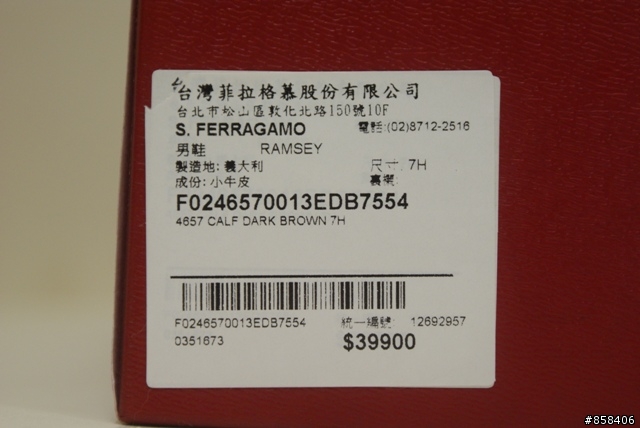 台灣菲拉格慕股份有限公司
台北市松山區敦化北路150號10F
S. FERRAGAMO 電話:(02)8712-2516
男鞋 RAMSEY
製造地: 義大利 尺寸: 7H
成份: 小牛皮
F0246570013EDB7554
4657 CALF DARK BROWN 7H
F0246570013EDB7554 統一編號: 12692957
0351673 $39900
#858406